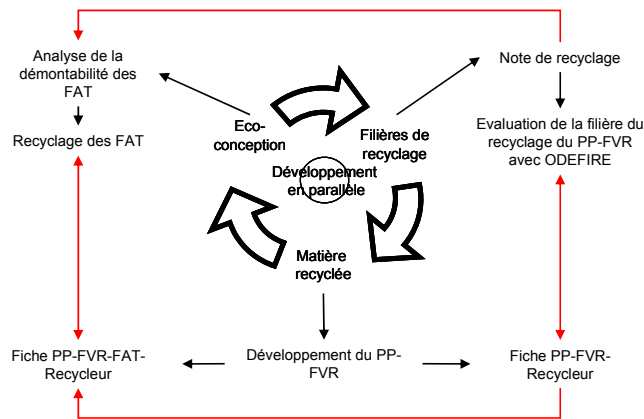 Analyse de la
démontabilité des
FAT
Recyclage des FAT
Note de recyclage
Evaluation de la filière du
recyclage du PP-FVR
avec ODEFIRE
Eco-
conception
Filières de
recyclage
Développement
en parallèle
Matière
recyclée
Fiche PP-FVR-FAT-
Recycleur
Développement du PP-
FVR
Fiche PP-FVR-
Recycleur